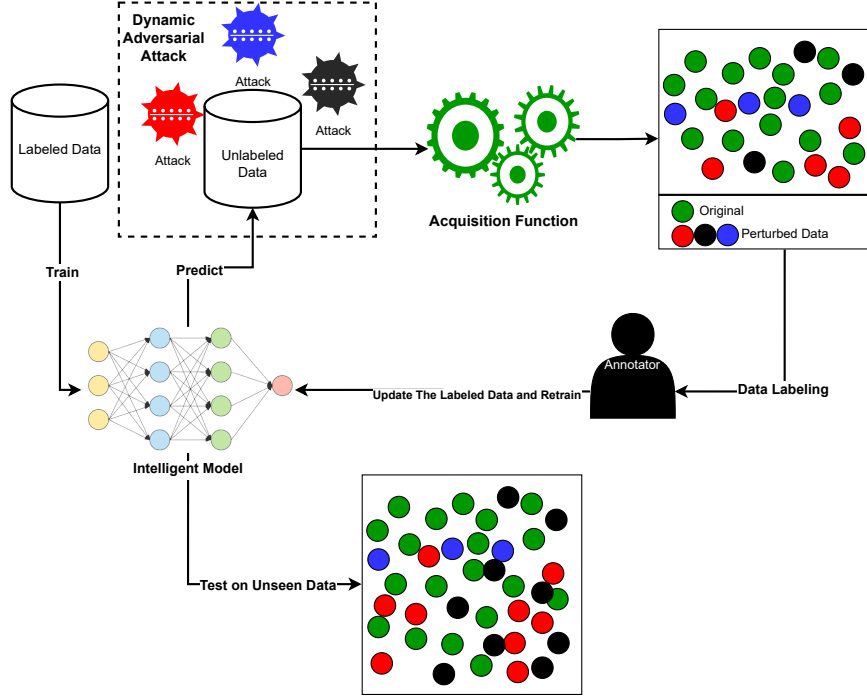 Dynamic
Adversarial
Attack
Attack
Attack
Attack
Labeled Data
Unlabeled
Data
Acquisition Function
Original
Perturbed Data
Train
Predict
Annotator
Data Labeling
Update The Labeled Data and Retrain
Intelligent Model
Test on Unseen Data